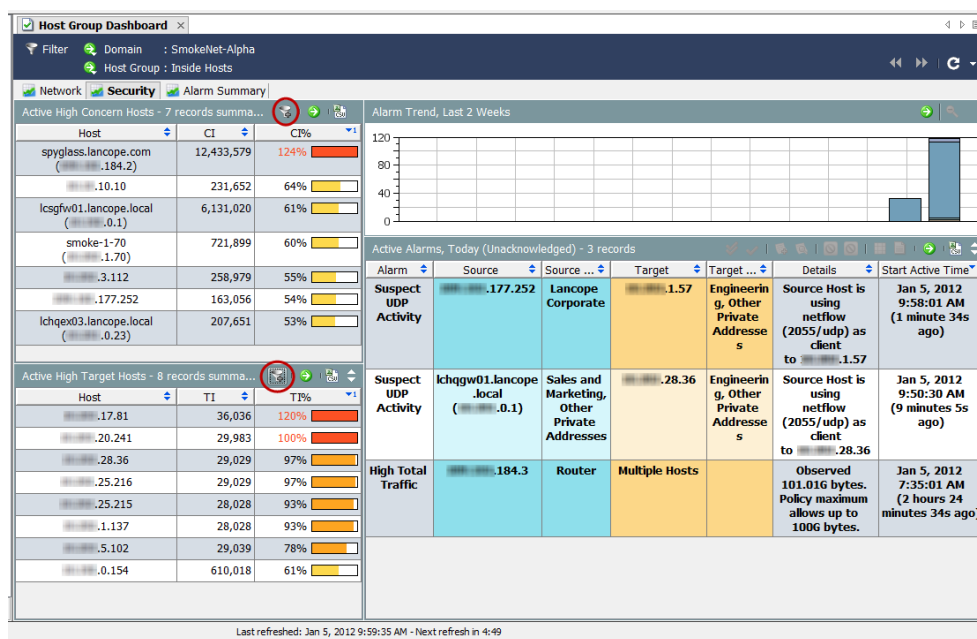 Host Group Dashboard
Filter Domain : SmokeNet-Alpha
Host Group : Inside Hosts
Network Security Alarm Summary
Active High Concern Hosts - 7 records summa...
Host CI CI%
spyglass.lancope.com 12,433,579 124%
( .184.2)
.10.10 231,652 64%
lcsgfw01.lancope.local 6,131,020 61%
( .0.1)
smoke-1-70 721,899 60%
( .1.70)
.3.112 258,979 55%
.177.252 163,056 54%
lchqex03.lancope.local 207,651 53%
( .0.23)
Active High Target Hosts - 8 records summa...
Host TI TI%
.17.81 36,036 120%
.20.241 29,983 100%
.28.36 29,029 97%
.25.216 29,029 97%
.25.215 28,028 93%
.1.137 28,028 93%
.5.102 29,039 78%
.0.154 610,018 61%
Alarm Trend, Last 2 Weeks
120
80
40
0
Active Alarms, Today (Unacknowledged) - 3 records
Alarm Source Source ... Target Target ... Details Start Active Time
Suspect
UDP
Activity
.177.252
Lancope
Corporate
.1.57
Engineerin
g, Other
Private
Addresse
s
Source Host is
using
netflow
(2055/udp) as
client
to .1.57
Jan 5, 2012
9:58:01 AM
(1 minute 34s
ago)
Suspect
UDP
Activity
lchqgw01.lancope
.local
( .0.1)
Sales and
Marketing,
Other
Private
Addresses
.28.36
Engineerin
g, Other
Private
Addresse
s
Source Host is
using
netflow
(2055/udp) as
client
to .28.36
Jan 5, 2012
9:50:30 AM
(9 minutes 5s
ago)
High Total
Traffic
.184.3
Router
Multiple Hosts
Observed
101.01G bytes.
Policy maximum
allows up to
100G bytes.
Jan 5, 2012
7:35:01 AM
(2 hours 24
minutes 34s ago)
Last refreshed: Jan 5, 2012 9:59:35 AM - Next refresh in 4:49